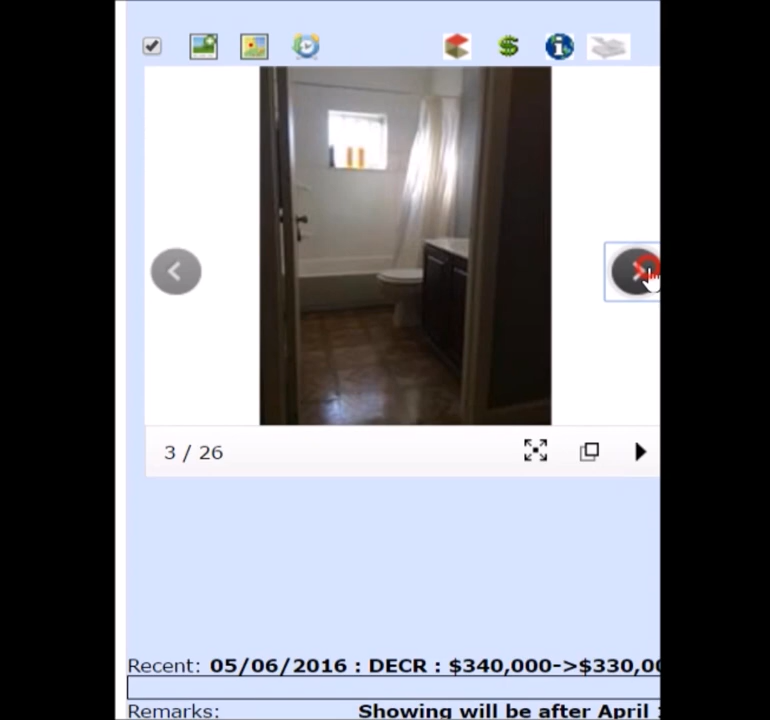 3 / 26
Recent: 05/06/2016 : DECR : $340,000->$330,00
Remarks: Showing will be after April